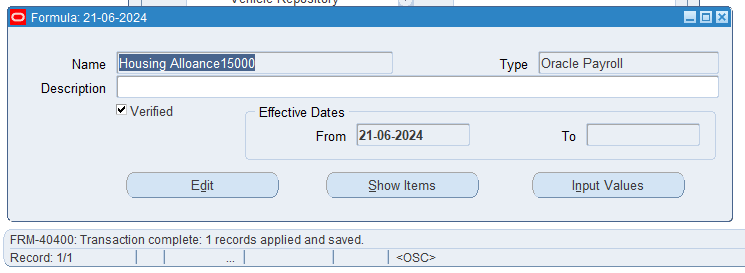 Vehicle Repository
Formula: 21-06-2024
Name Housing Alloance15000 Type Oracle Payroll
Description
Verified
Effective Dates
From 21-06-2024 To
Edit Show Items Input Values
FRM-40400: Transaction complete: 1 records applied and saved.
Record: 1/1 ... <OSC>